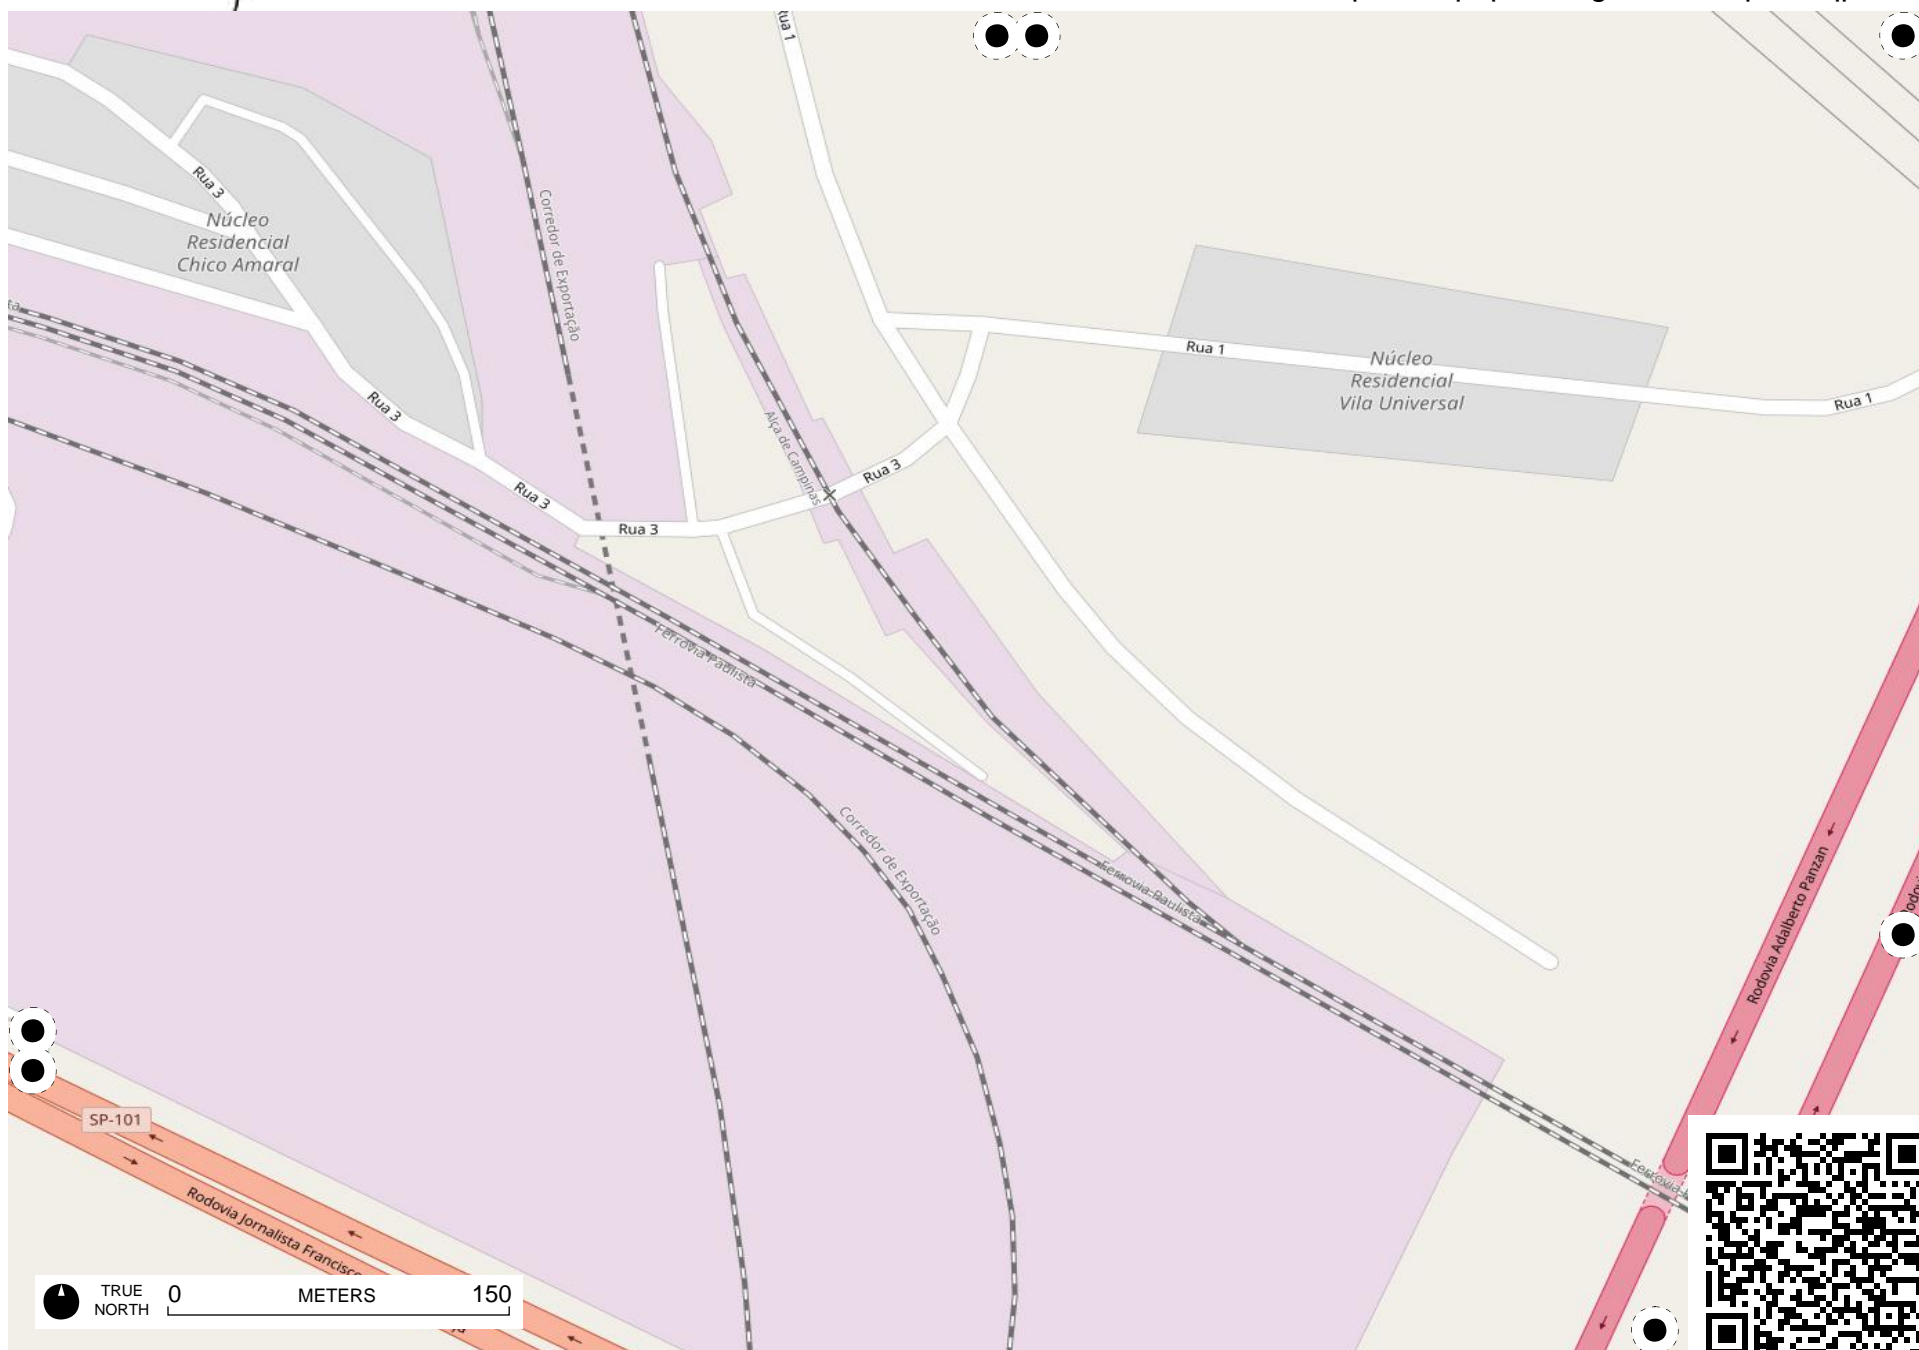 Rua 1
Rua 3
Núcleo
Residencial
Chico Amaral
Corredor de Exportação
Rua 1
Núcleo
Residencial
Vila Universal
Rua 1
Rua 3
Alça de Campinas
Rua 3
Rua 3
Rua 3
Ferrovia Paulista
Corredor de Exportação
Ferrovia Paulista
Rodovia Adalberto Panzan
SP-101
Rodovia Jornalista Francisco
TRUE
NORTH
0 METERS 150